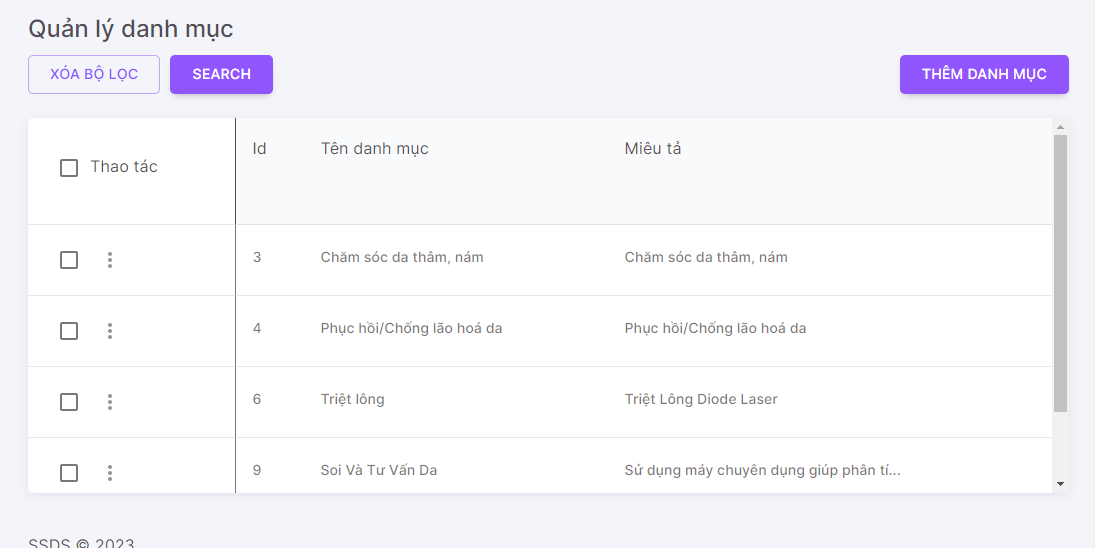 Quản lý danh mục
XÓA BỘ LỌC SEARCH THÊM DANH MỤC
Thao tác Id Tên danh mục Miêu tả
3 Chăm sóc da thâm, nám Chăm sóc da thâm, nám
4 Phục hồi/Chống lão hoá da Phục hồi/Chống lão hoá da
6 Triệt lông Triệt Lông Diode Laser
9 Soi Và Tư Vấn Da Sử dụng máy chuyên dụng giúp phân tí...
SSDS © 2023